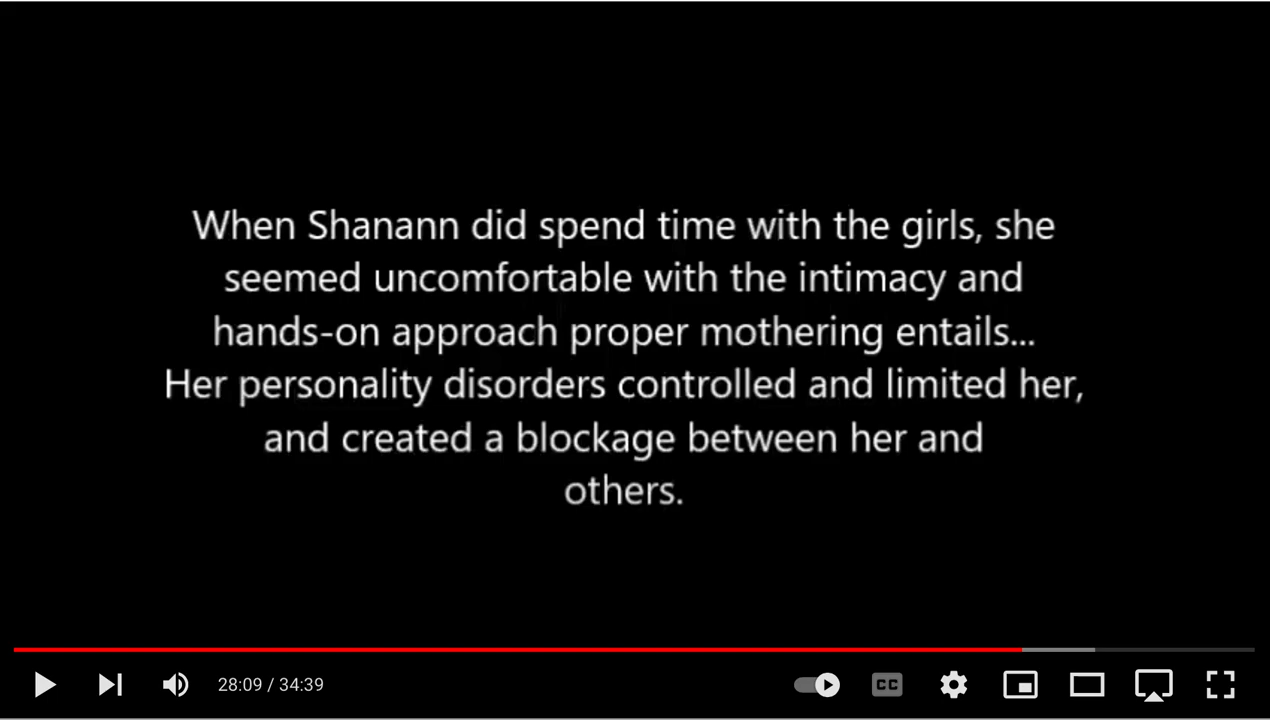 When Shanann did spend time with the girls, she
seemed uncomfortable with the intimacy and
hands-on approach proper mothering entails...
Her personality disorders controlled and limited her,
and created a blockage between her and
others.
28:09 / 34:39
CC